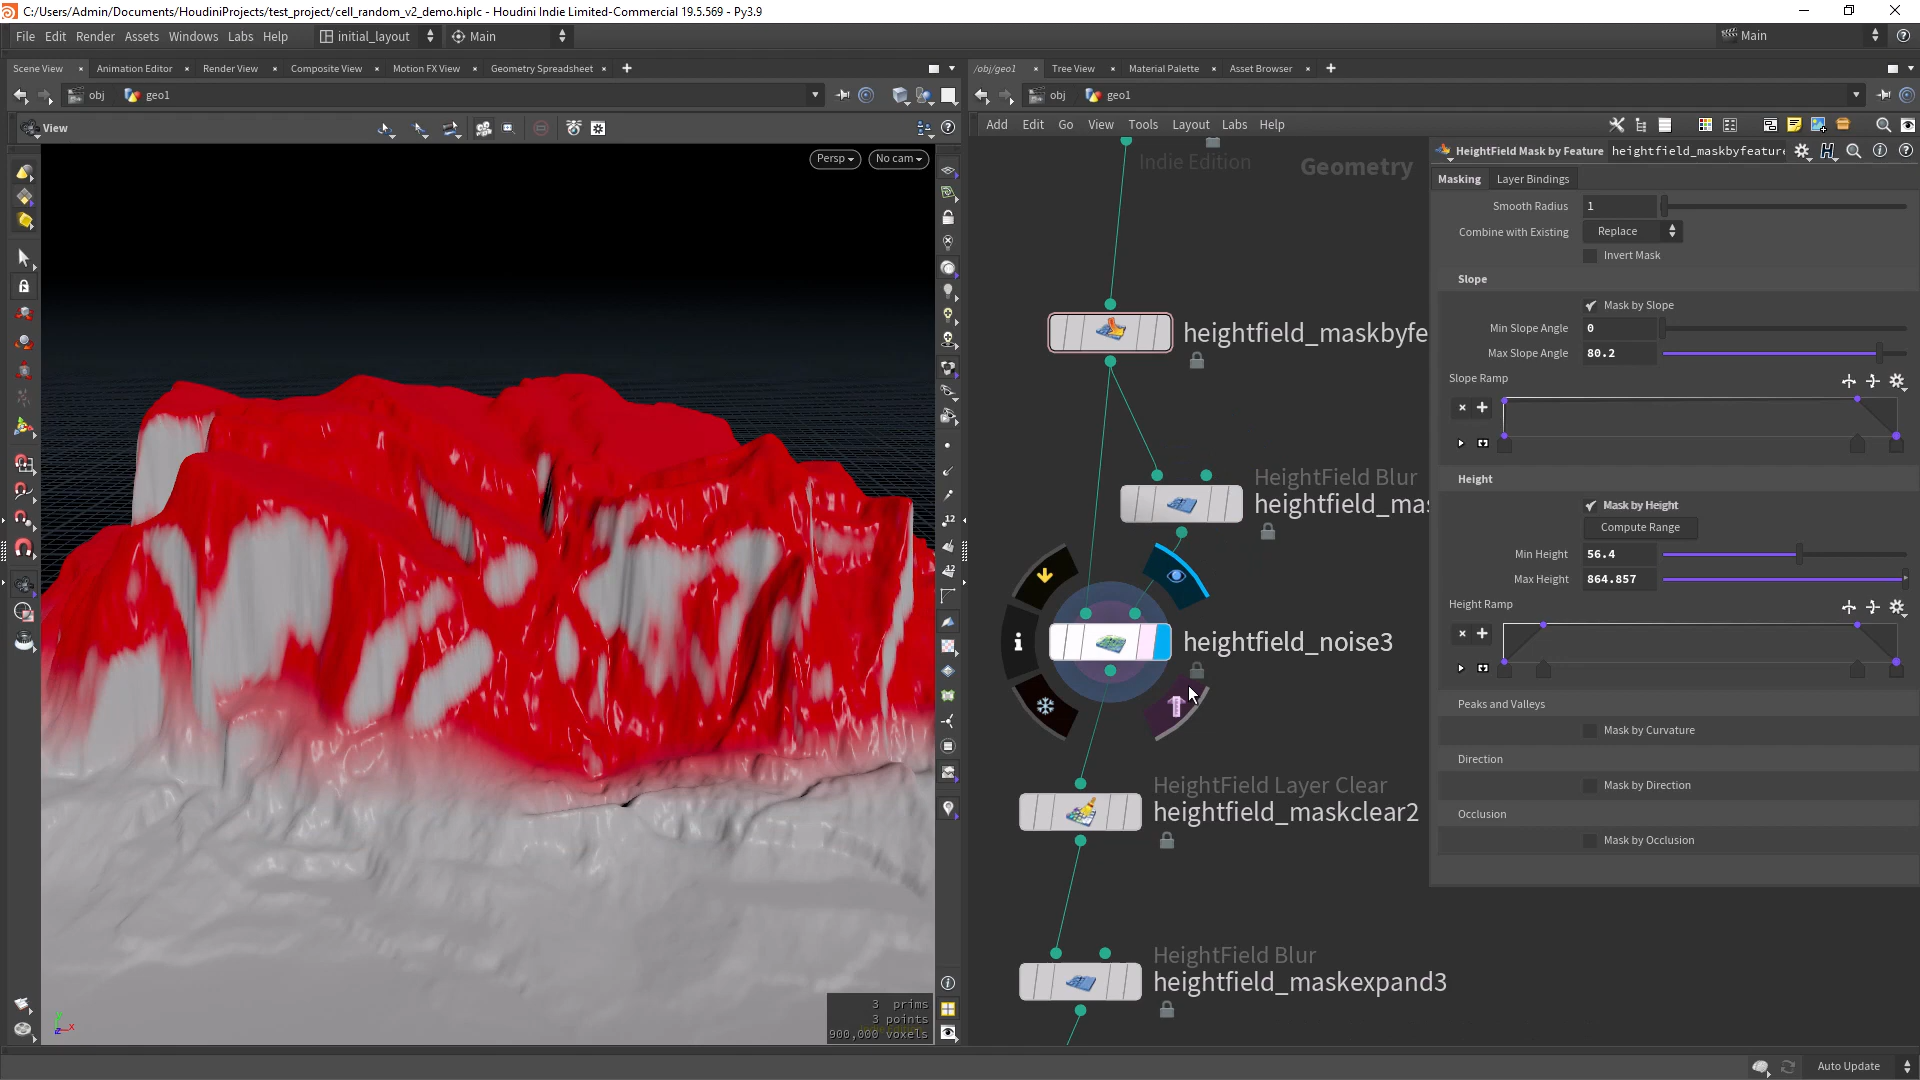 C:/Users/Admin/Documents/HoudiniProjects/test_project/cell_random_v2_demo.hiplc - Houdini Indie Limited-Commercial 19.5.569 - Py3.9
File Edit Render Assets Windows Labs Help initial_layout Main Main
Scene View Animation Editor Render View Composite View Motion FX View Geometry Spreadsheet
/obj/geo1 Tree View Material Palette Asset Browser
obj geo1
obj geo1
View
Add Edit Go View Tools Layout Labs Help
Persp No cam
Indie Edition
Geometry
heightfield_maskbyfe
HeightField Blur
heightfield_mas
heightfield_noise3
HeightField Layer Clear
heightfield_maskclear2
HeightField Blur
heightfield_maskexpand3
HeightField Mask by Feature heightfield_maskbyfeature
Masking Layer Bindings
Smooth Radius 1
Combine with Existing Replace
Invert Mask
Slope
Mask by Slope
Min Slope Angle 0
Max Slope Angle 80.2
Slope Ramp
Height
Mask by Height
Compute Range
Min Height 56.4
Max Height 864.857
Height Ramp
Peaks and Valleys
Mask by Curvature
Direction
Mask by Direction
Occlusion
Mask by Occlusion
12
12
3 prims
3 points
900,000 voxels
y
z x
Auto Update